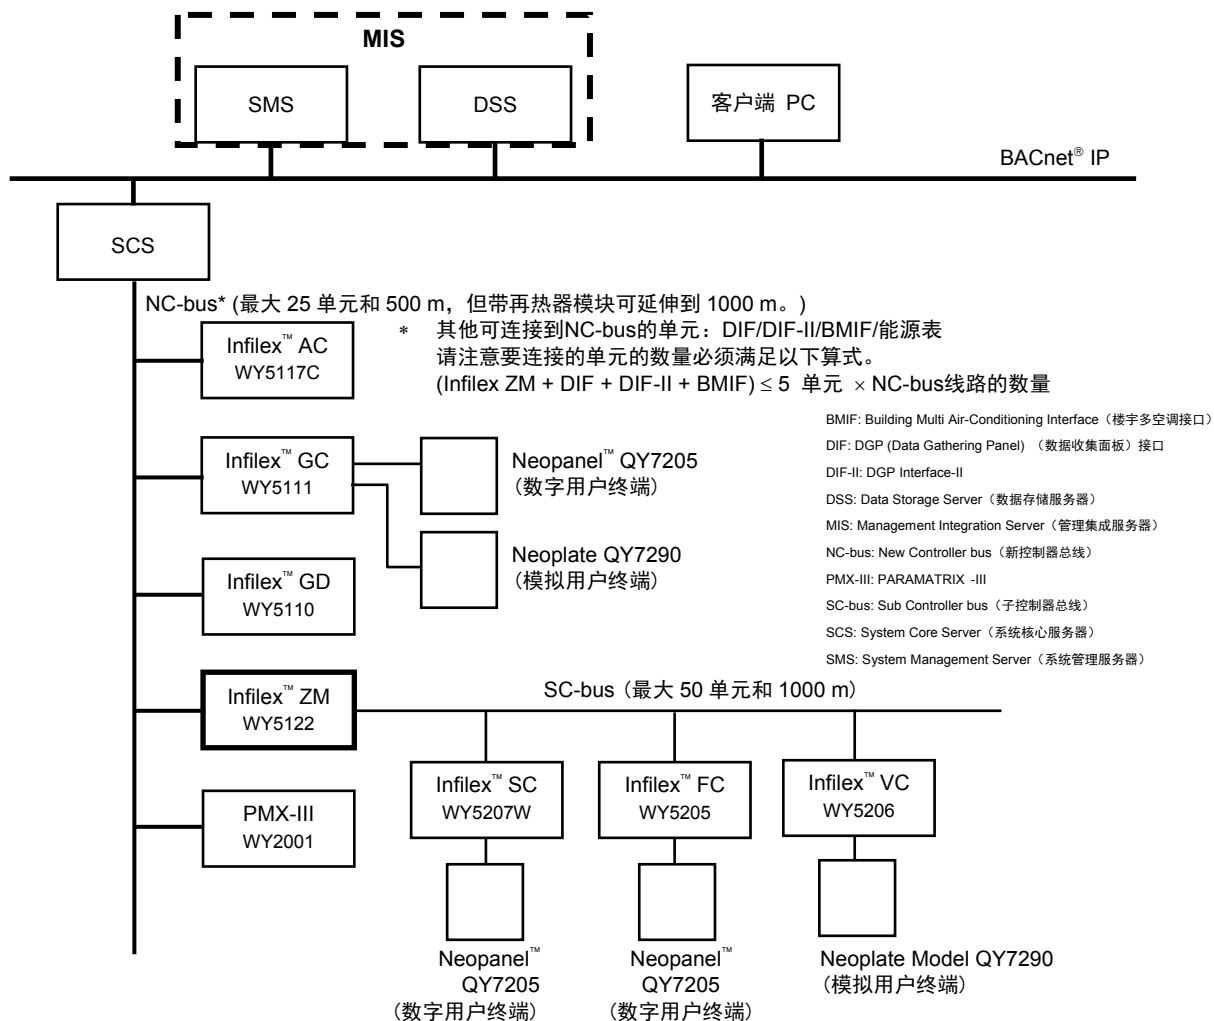 MIS
SMS
DSS
客户端 PC
BACnet® IP
SCS
NC-bus* (最大 25 单元和 500 m，但带再热器模块可延伸到 1000 m。)
* 其他可连接到NC-bus的单元：DIF/DIF-II/BMIF/能源表
请注意要连接的单元的数量必须满足以下算式。
(Infilex ZM + DIF + DIF-II + BMIF) ≤ 5 单元 × NC-bus线路的数量
Infilex™ AC
WY5117C
BMIF: Building Multi Air-Conditioning Interface（楼宇多空调接口）
DIF: DGP (Data Gathering Panel) （数据收集面板）接口
DIF-II: DGP Interface-II
DSS: Data Storage Server（数据存储服务器）
MIS: Management Integration Server（管理集成服务器）
NC-bus: New Controller bus（新控制器总线）
PMX-III: PARAMATRIX -III
SC-bus: Sub Controller bus（子控制器总线）
SCS: System Core Server（系统核心服务器）
SMS: System Management Server（系统管理服务器）
Infilex™ GC
WY5111
Neopanel™ QY7205
（数字用户终端）
Neoplate QY7290
（模拟用户终端）
Infilex™ GD
WY5110
Infilex™ ZM
WY5122
SC-bus（最大 50 单元和 1000 m）
Infilex™ SC
WY5207W
Infilex™ FC
WY5205
Infilex™ VC
WY5206
PMX-III
WY2001
Neopanel™
QY7205
（数字用户终端）
Neopanel™
QY7205
（数字用户终端）
Neoplate Model QY7290
（模拟用户终端）